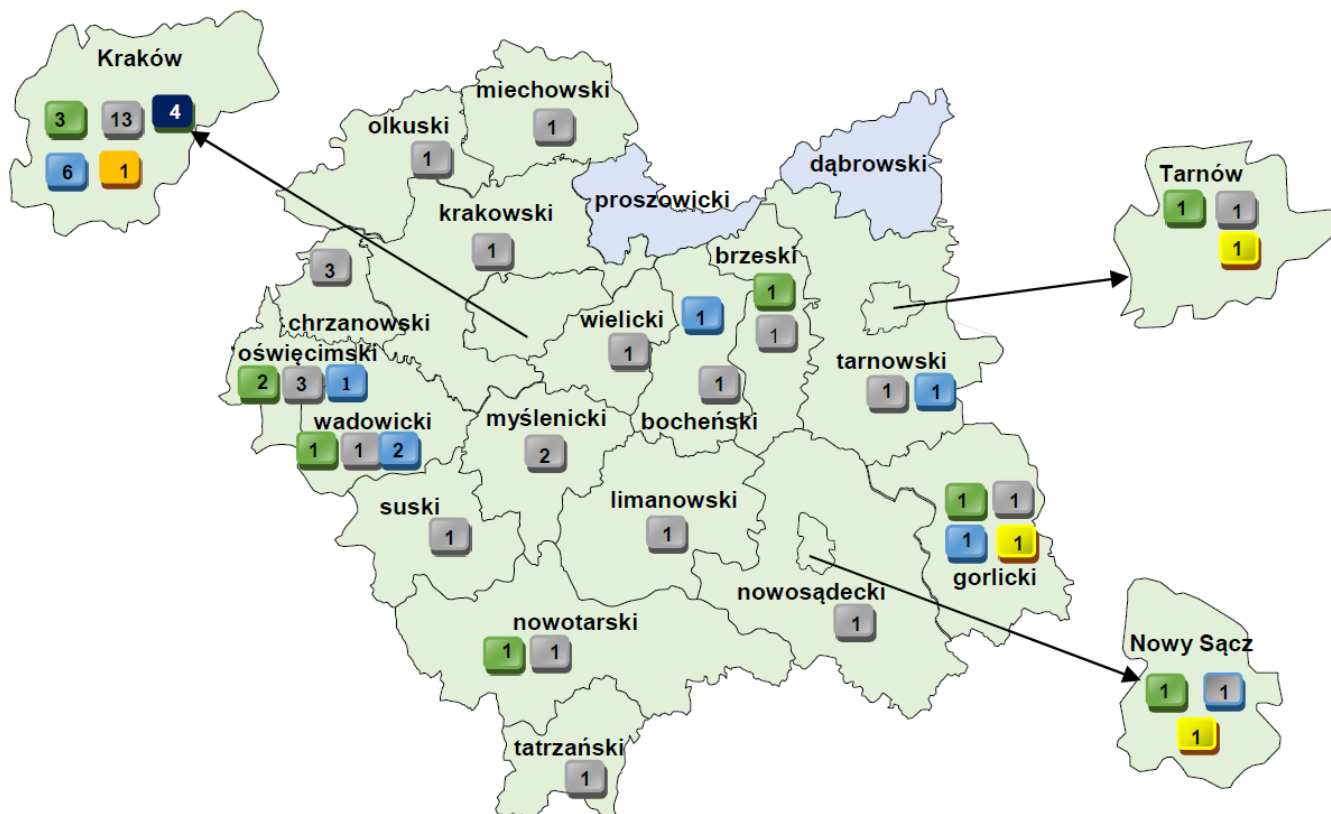 Kraków
3 13 4
6 1
miechowski
1
olkuski
1
dąbrowski
proszowicki
Tarnów
1 1
1
krakowski
1
brzeski
1
1
3
chrzanowski
wielicki
1
1
1
bocheński
oświęcimski
2 3 1
tarnowski
1 1
wadowicki
1 1 2
myślenicki
2
suski
1
limanowski
1
1 1
1 1
gorlicki
nowosądecki
1
nowotarski
1 1
Nowy Sącz
1 1
1
tatrzański
1